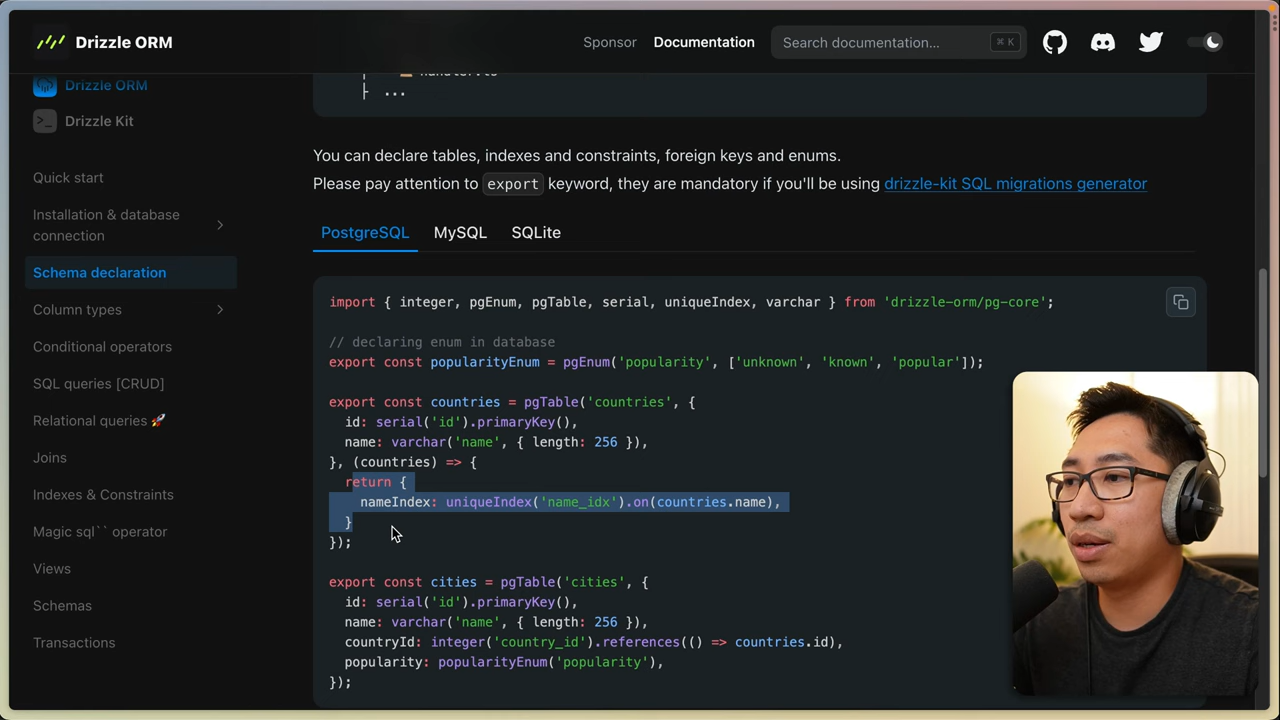 Drizzle ORM
Sponsor
Documentation
Search documentation...
⌘ K
Drizzle ORM
Drizzle Kit
Quick start
Installation & database
connection
Schema declaration
Column types
Conditional operators
SQL queries [CRUD]
Relational queries 🚀
Joins
Indexes & Constraints
Magic sql`` operator
Views
Schemas
Transactions
├ ...
You can declare tables, indexes and constraints, foreign keys and enums.
Please pay attention to export keyword, they are mandatory if you'll be using drizzle-kit SQL migrations generator
PostgreSQL
MySQL
SQLite
import { integer, pgEnum, pgTable, serial, uniqueIndex, varchar } from 'drizzle-orm/pg-core';
// declaring enum in database
export const popularityEnum = pgEnum('popularity', ['unknown', 'known', 'popular']);
export const countries = pgTable('countries', {
id: serial('id').primaryKey(),
name: varchar('name', { length: 256 }),
}, (countries) => {
return {
nameIndex: uniqueIndex('name_idx').on(countries.name),
}
});
export const cities = pgTable('cities', {
id: serial('id').primaryKey(),
name: varchar('name', { length: 256 }),
countryId: integer('country_id').references(() => countries.id),
popularity: popularityEnum('popularity'),
});